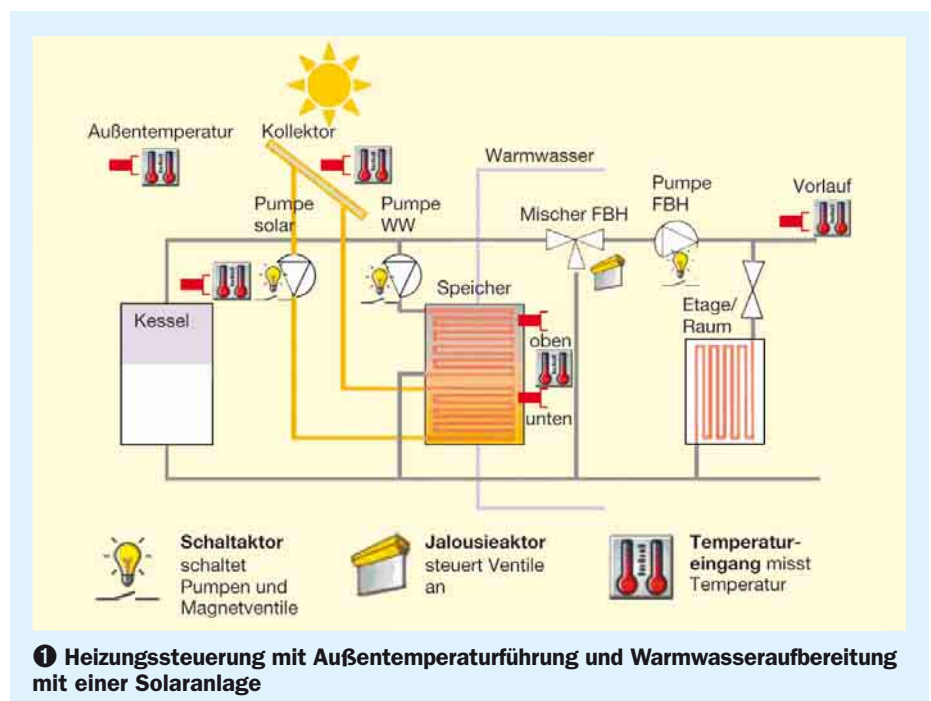 Außentemperatur
Kollektor
Warmwasser
Pumpe
solar
Pumpe
WW
Mischer FBH
Pumpe
FBH
Vorlauf
Kessel
Speicher
oben
unten
Etage/
Raum
Schaltaktor
schaltet
Pumpen und
Magnetventile
Jalousieaktor
steuert Ventile
an
Temperatur-
eingang misst
Temperatur
❶ Heizungssteuerung mit Außentemperaturführung und Warmwasseraufbereitung
mit einer Solaranlage